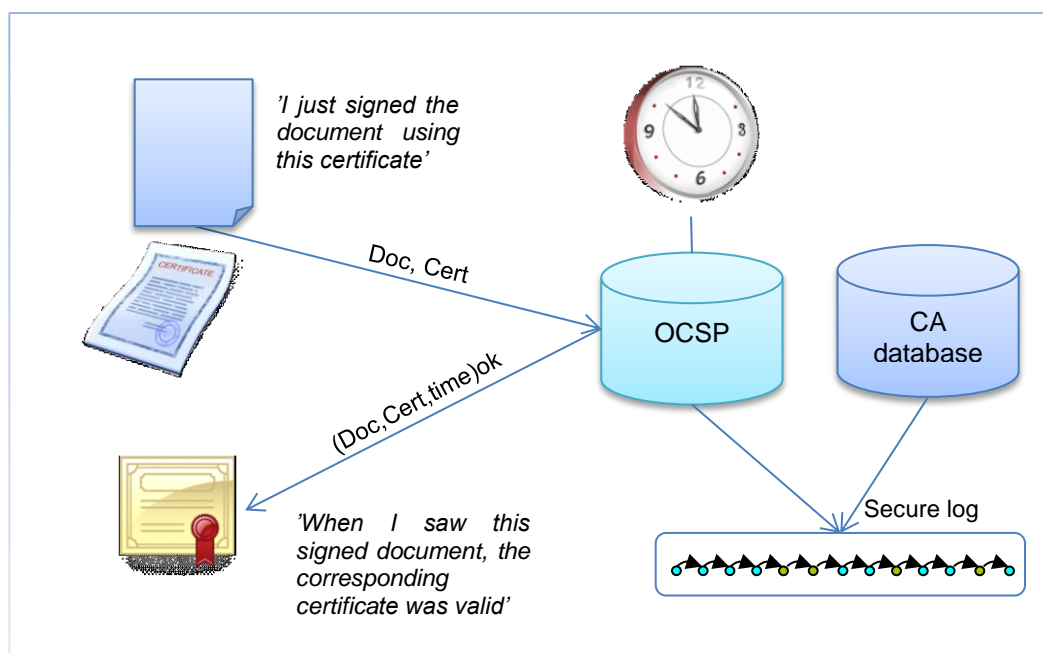 'I just signed the
document using
this certificate'
12
9
3
6
CERTIFICATE
Doc, Cert
OCSP
CA
database
(Doc,Cert,time)ok
'When I saw this
signed document, the
corresponding
certificate was valid'
Secure log